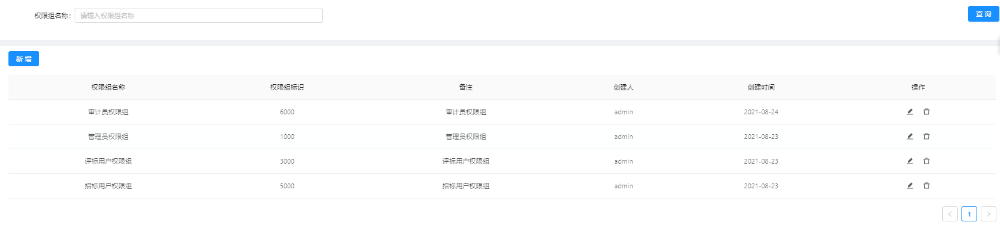 权限组名称: 请输入权限组名称 查 询
新 增
权限组名称 权限组标识 备注 创建人 创建时间 操作
审计员权限组 6000 审计员权限组 admin 2021-08-24
管理员权限组 1000 管理员权限组 admin 2021-08-23
评标用户权限组 3000 评标用户权限组 admin 2021-08-23
招标用户权限组 5000 招标用户权限组 admin 2021-08-23
< 1 >